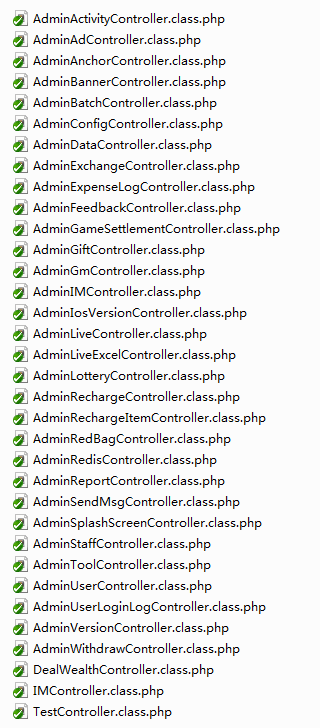 AdminActivityController.class.php
AdminAdController.class.php
AdminAnchorController.class.php
AdminBannerController.class.php
AdminBatchController.class.php
AdminConfigController.class.php
AdminDataController.class.php
AdminExchangeController.class.php
AdminExpenseLogController.class.php
AdminFeedbackController.class.php
AdminGameSettlementController.class.php
AdminGiftController.class.php
AdminGmController.class.php
AdminIMController.class.php
AdminIosVersionController.class.php
AdminLiveController.class.php
AdminLiveExcelController.class.php
AdminLotteryController.class.php
AdminRechargeController.class.php
AdminRechargeItemController.class.php
AdminRedBagController.class.php
AdminRedisController.class.php
AdminReportController.class.php
AdminSendMsgController.class.php
AdminSplashScreenController.class.php
AdminStaffController.class.php
AdminToolController.class.php
AdminUserController.class.php
AdminUserLoginLogController.class.php
AdminVersionController.class.php
AdminWithdrawController.class.php
DealWealthController.class.php
IMController.class.php
TestController.class.php